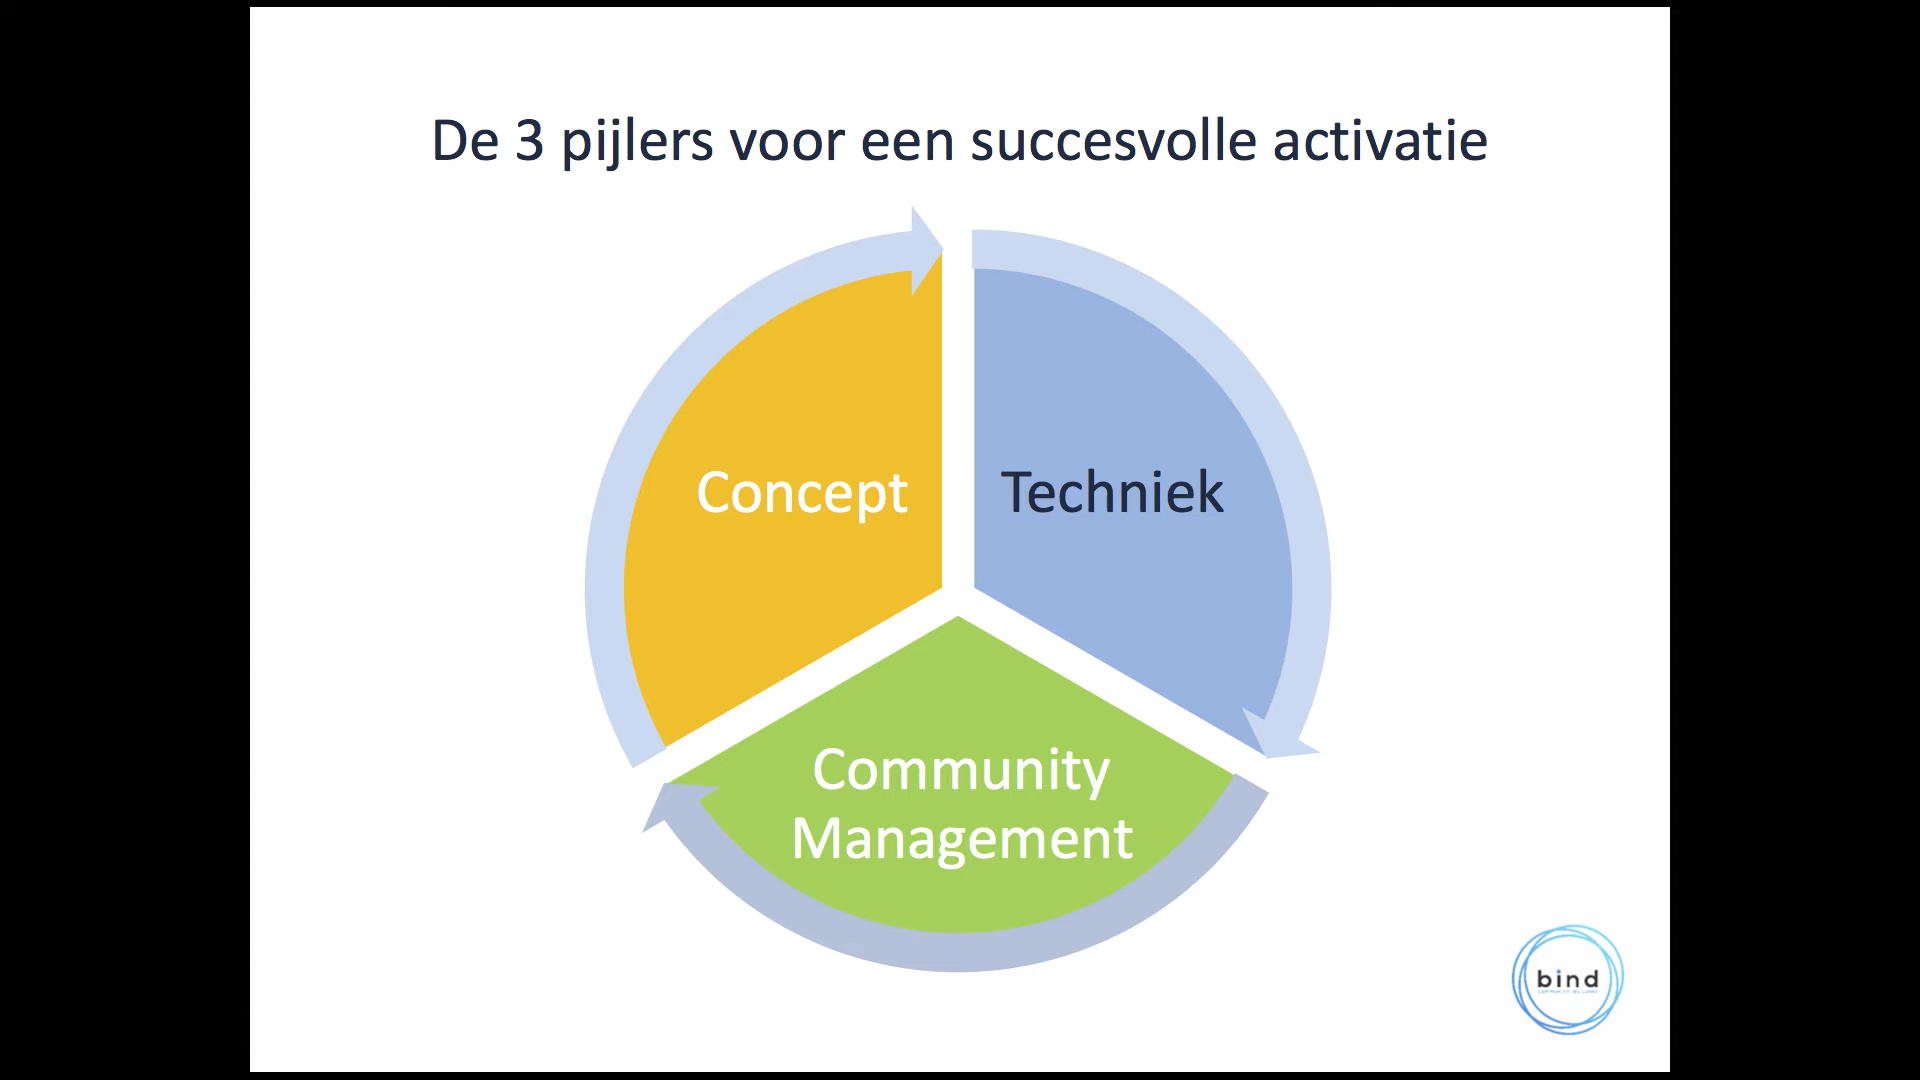 De 3 pijlers voor een succesvolle activatie
Concept
Techniek
Community
Management
bind